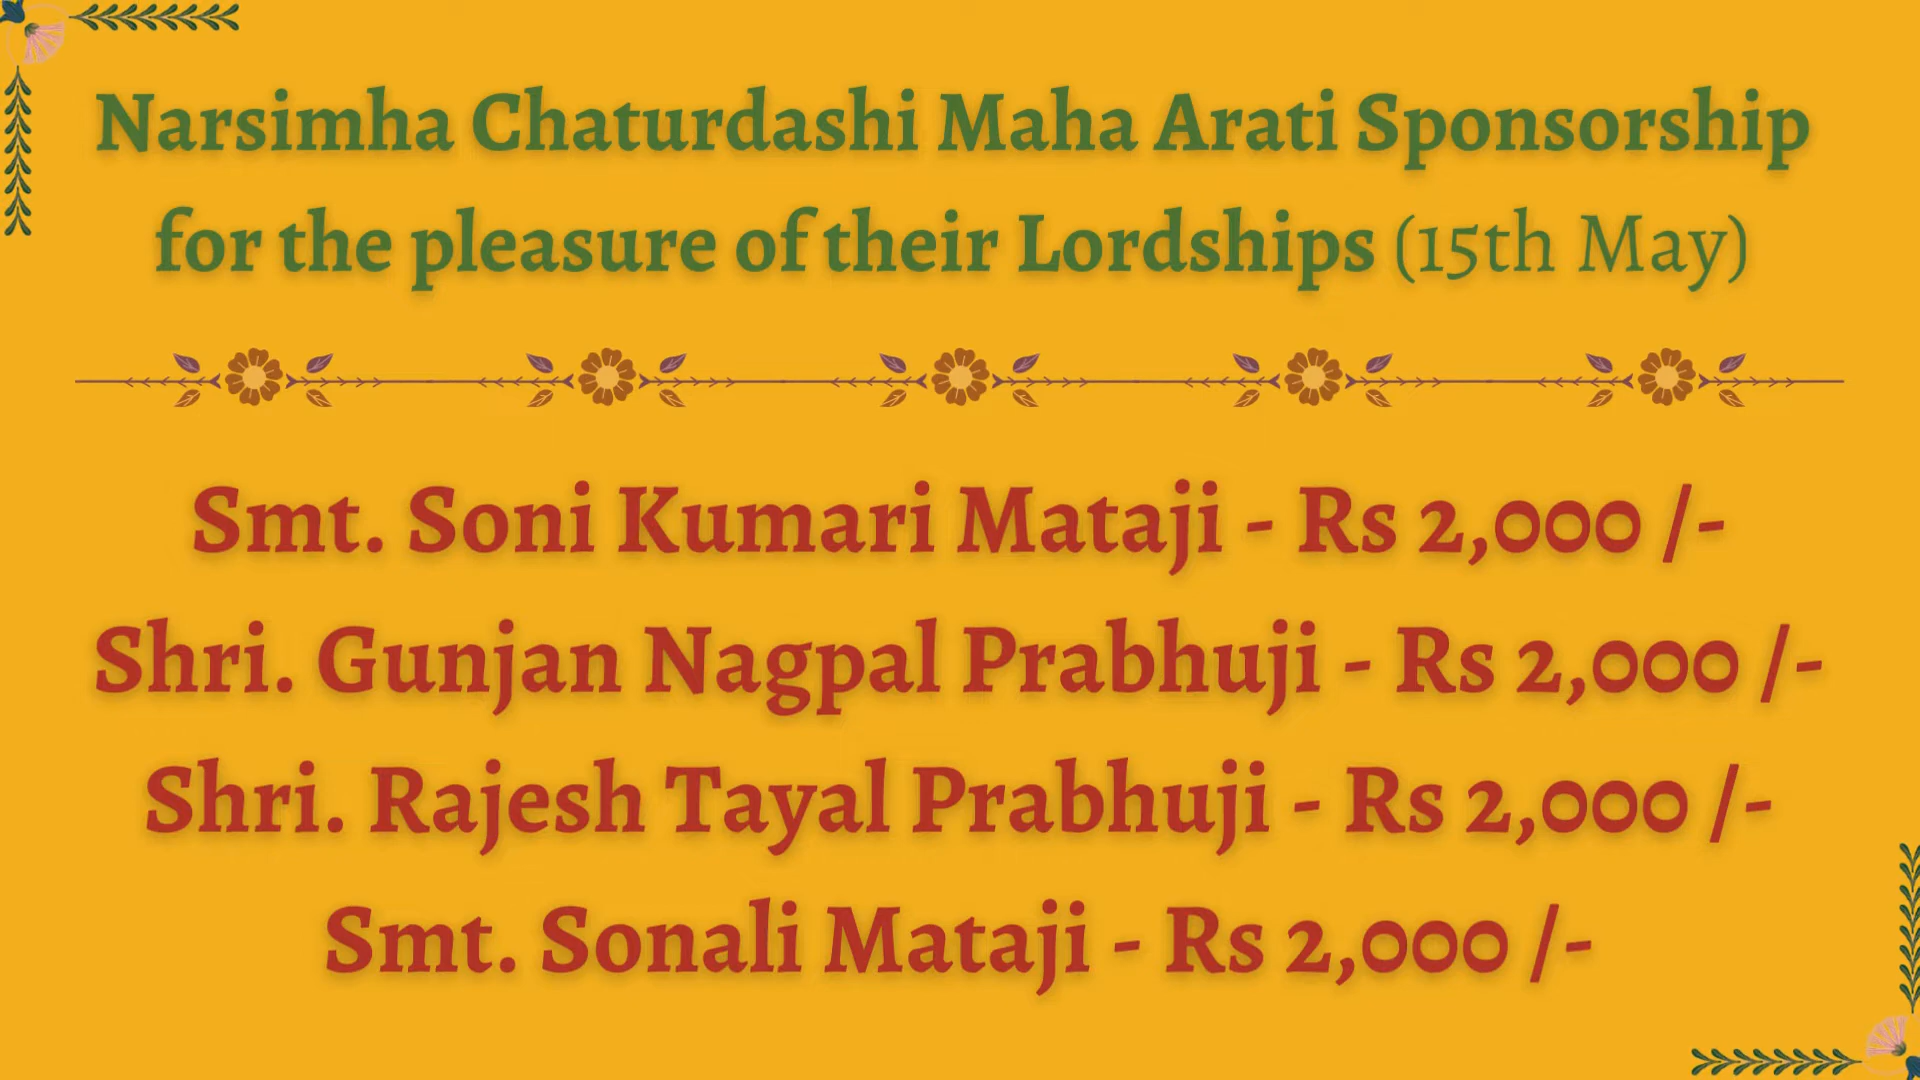 Narsimha Chaturdashi Maha Arati Sponsorship
for the pleasure of their Lordships (15th May)
Smt. Soni Kumari Mataji - Rs 2,000 /-
Shri. Gunjan Nagpal Prabhuji - Rs 2,000 /-
Shri. Rajesh Tayal Prabhuji - Rs 2,000 /-
Smt. Sonali Mataji - Rs 2,000 /-